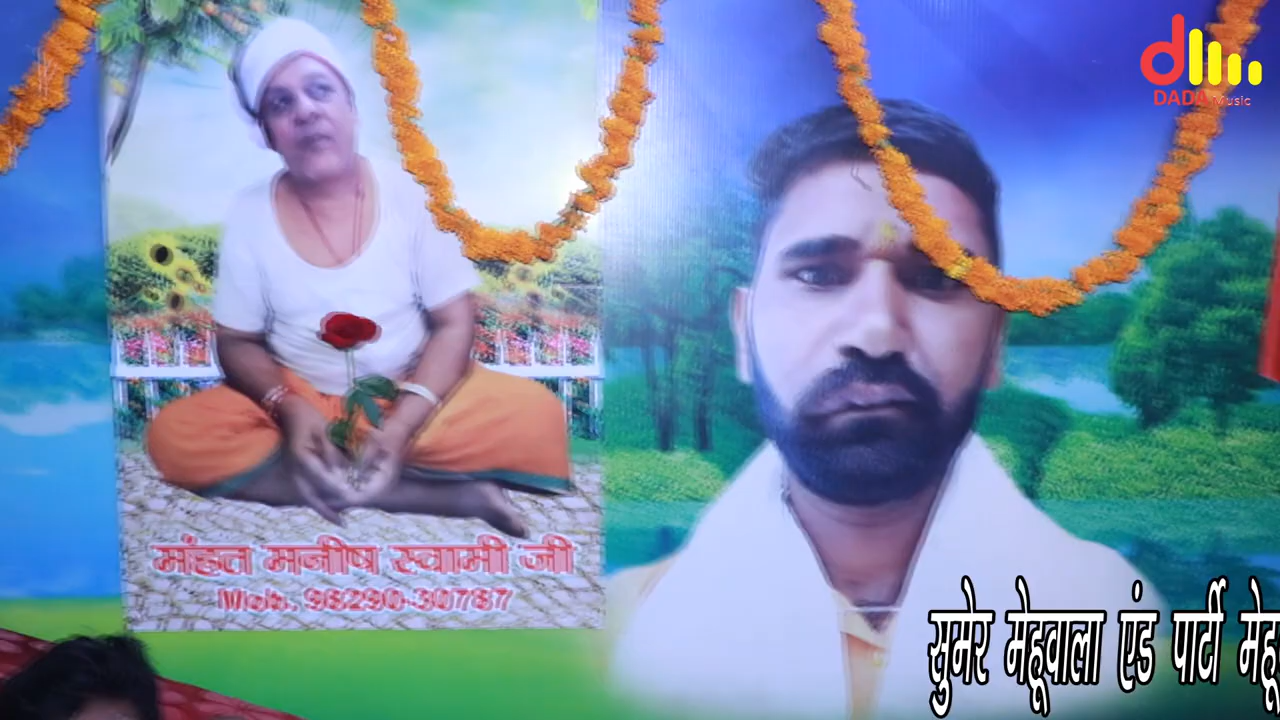 DADA Music
मंहत मनीष स्वामी जी
Mob. 98290-30787
सुमेर मेहूवाला एंड पार्टी